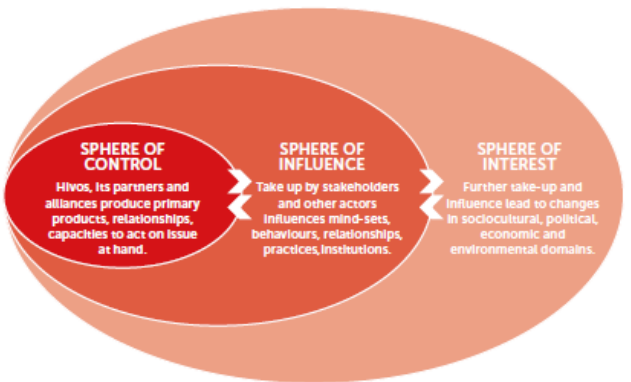 SPHERE OF
CONTROL
Hivos, its partners and
alliances produce primary
products, relationships,
capacities to act on issue
at hand.
SPHERE OF
INFLUENCE
Take up by stakeholders
and other actors
influences mind-sets,
behaviours, relationships,
practices,institutions.
SPHERE OF
INTEREST
Further take-up and
influence lead to changes
in sociocultural, political,
economic and
environmental domains.